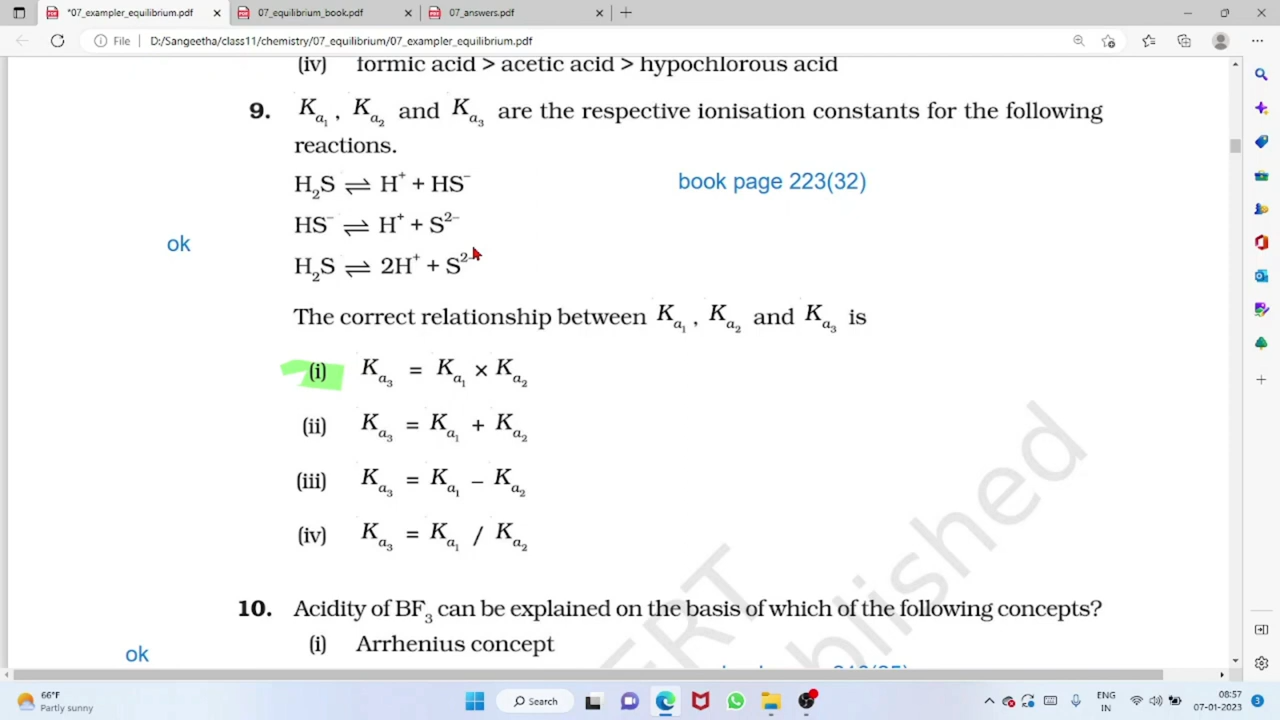 *07_exampler_equilibrium.pdf
07_equilibrium_book.pdf
07_answers.pdf
File D:/Sangeetha/class11/chemistry/07_equilibrium/07_exampler_equilibrium.pdf
(iv) formic acid > acetic acid > hypochlorous acid
9. Kₐ₁ , Kₐ₂ and Kₐ₃ are the respective ionisation constants for the following
reactions.
H₂S ⇌ H⁺ + HS⁻
book page 223(32)
HS⁻ ⇌ H⁺ + S²⁻
ok
H₂S ⇌ 2H⁺ + S²⁻
The correct relationship between Kₐ₁ , Kₐ₂ and Kₐ₃ is
(i) Kₐ₃ = Kₐ₁ × Kₐ₂
(ii) Kₐ₃ = Kₐ₁ + Kₐ₂
(iii) Kₐ₃ = Kₐ₁ – Kₐ₂
(iv) Kₐ₃ = Kₐ₁ / Kₐ₂
10. Acidity of BF₃ can be explained on the basis of which of the following concepts?
(i) Arrhenius concept
ok
66°F
Partly sunny
Search
ENG
IN
08:57
07-01-2023
3